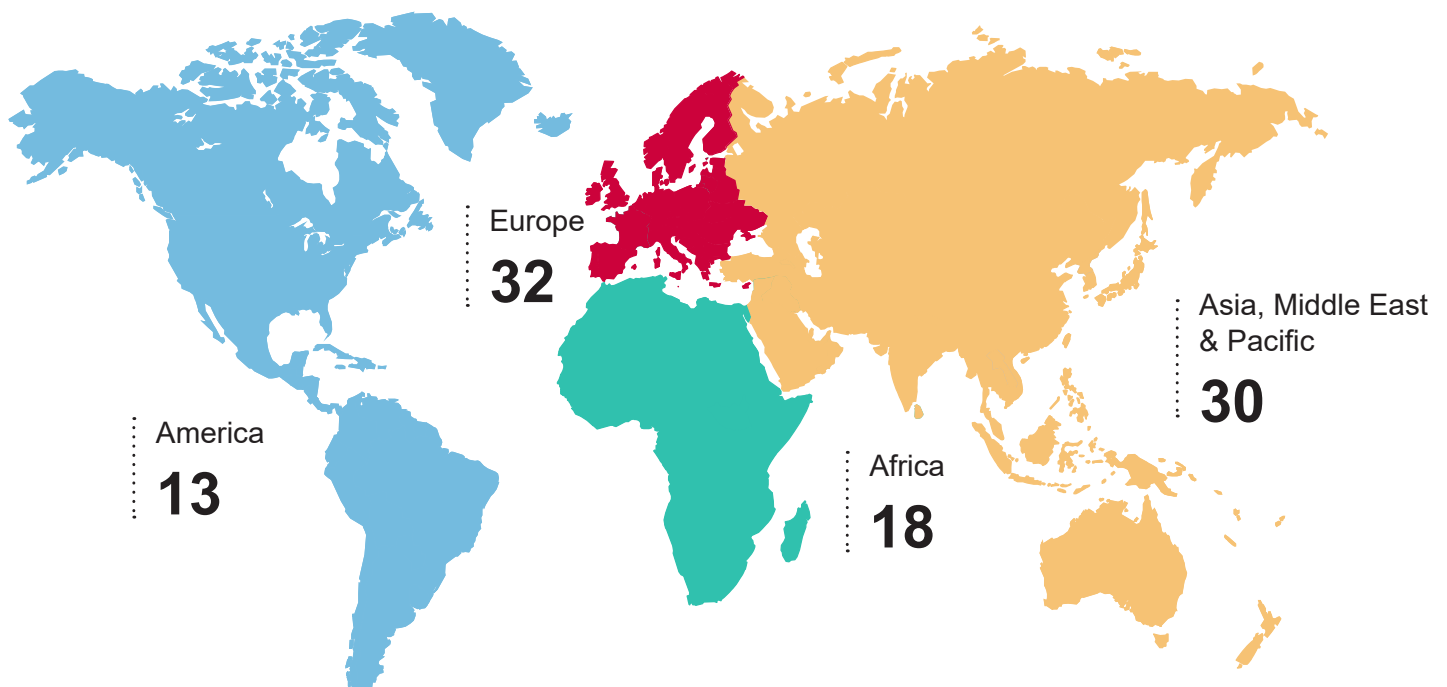 Europe
32
Asia, Middle East
& Pacific
30
America
13
Africa
18